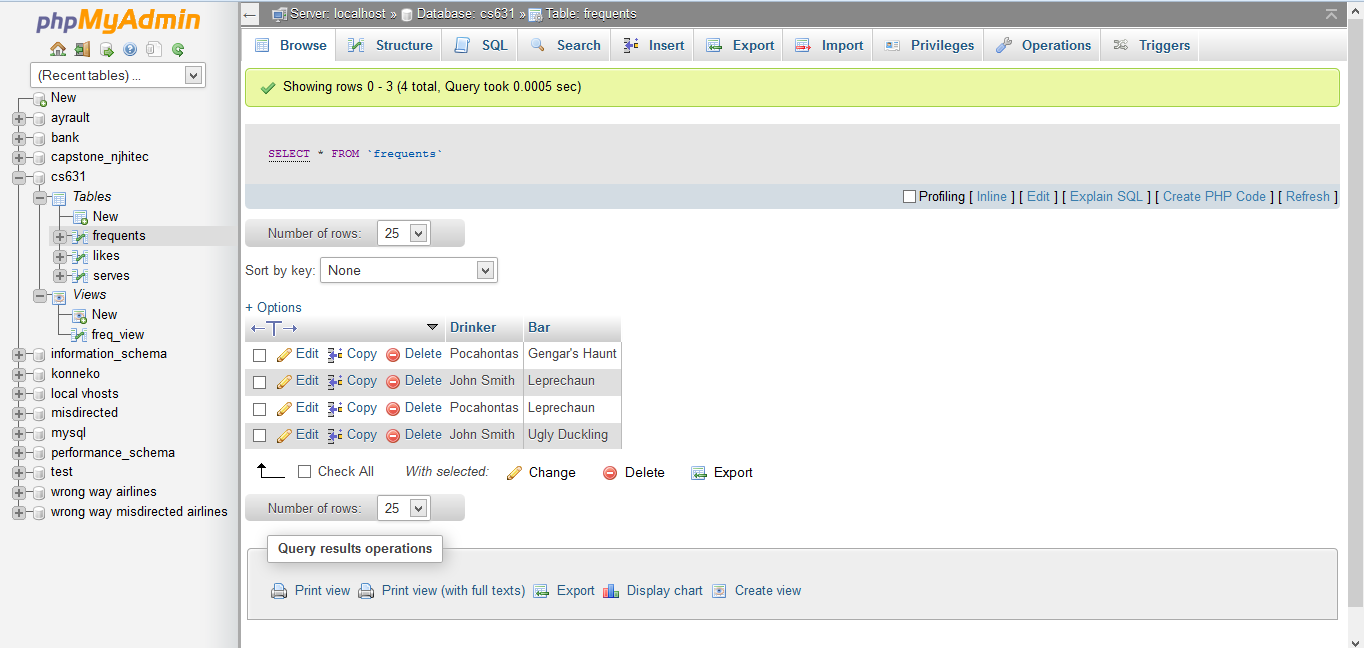 phpMyAdmin
(Recent tables) ...
New
ayrault
bank
capstone_njhitec
cs631
Tables
New
frequents
likes
serves
Views
New
freq_view
information_schema
konneko
local vhosts
misdirected
mysql
performance_schema
test
wrong way airlines
wrong way misdirected airlines
Server: localhost » Database: cs631 » Table: frequents
Browse Structure SQL Search Insert Export Import Privileges Operations Triggers
Showing rows 0 - 3 (4 total, Query took 0.0005 sec)
SELECT * FROM `frequents`
Profiling [ Inline ] [ Edit ] [ Explain SQL ] [ Create PHP Code ] [ Refresh ]
Number of rows: 25
Sort by key: None
+ Options
←T→ Drinker Bar
Edit Copy Delete Pocahontas Gengar's Haunt
Edit Copy Delete John Smith Leprechaun
Edit Copy Delete Pocahontas Leprechaun
Edit Copy Delete John Smith Ugly Duckling
Check All With selected: Change Delete Export
Number of rows: 25
Query results operations
Print view Print view (with full texts) Export Display chart Create view